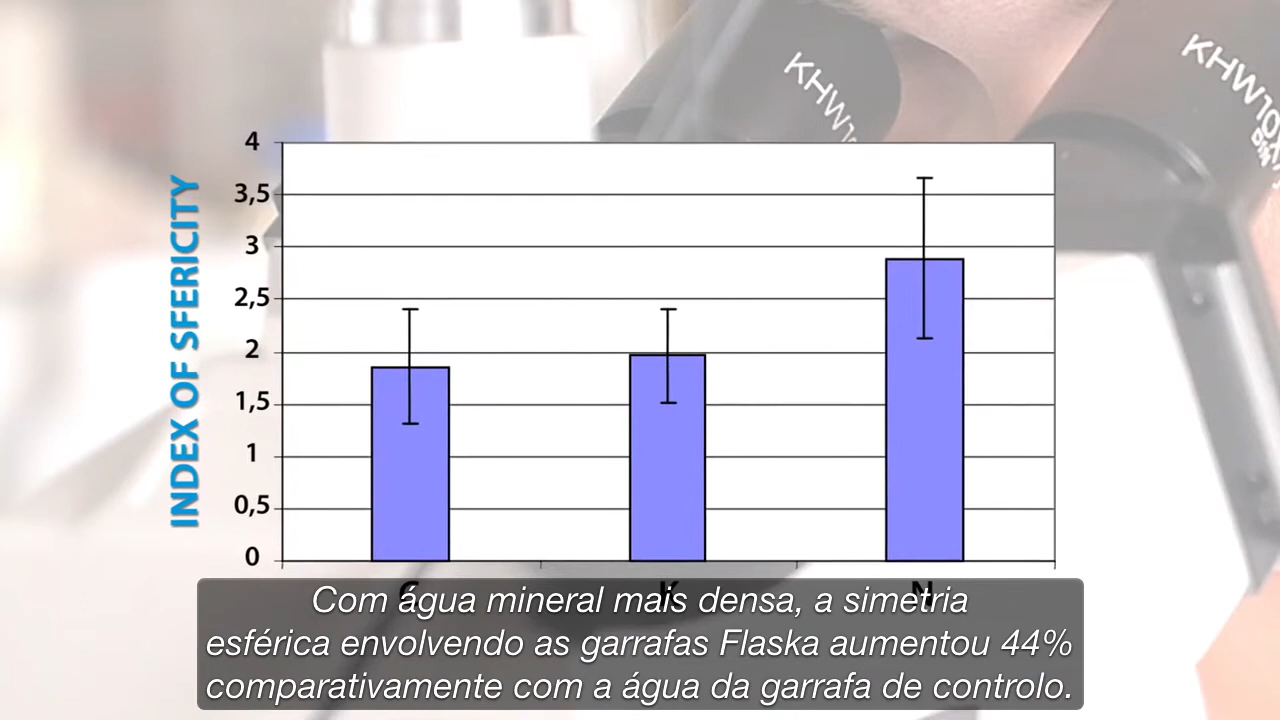 KHW10
KHW10X
INDEX OF SFERICITY
4
3,5
3
2,5
2
1,5
1
0,5
0
K
N
Com água mineral mais densa, a simetria
esférica envolvendo as garrafas Flaska aumentou 44%
comparativamente com a água da garrafa de controlo.